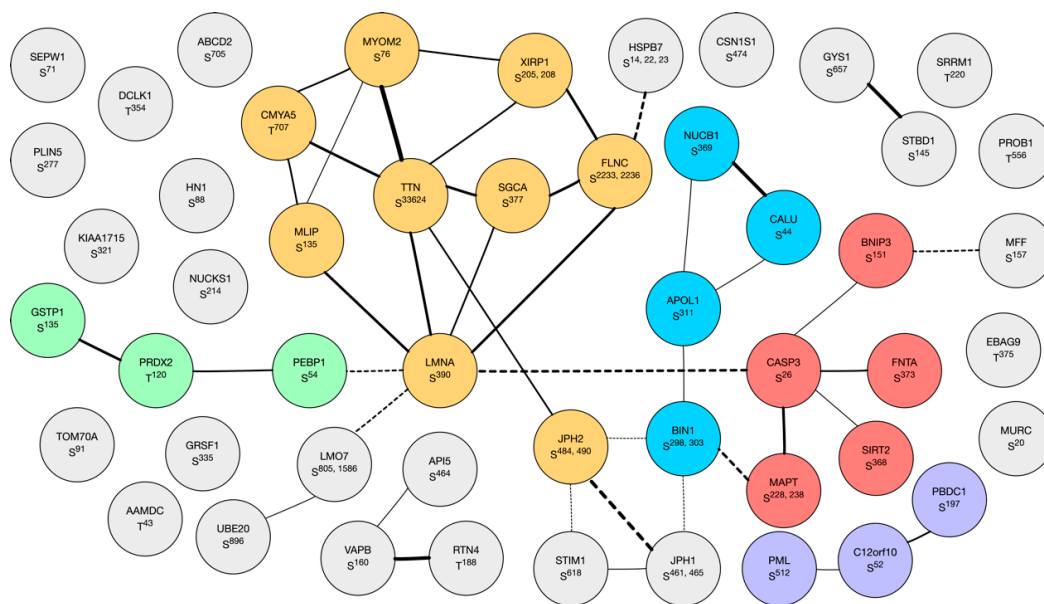 SEPW1
S71
ABCD2
S705
DCLK1
T354
PLIN5
S277
HN1
S88
KIAA1715
S321
NUCKS1
S214
MYOM2
S76
XIRP1
S205, 208
HSPB7
S14, 22, 23
CSN1S1
S474
GYS1
S657
SRRM1
T220
STBD1
S145
PROB1
T556
CMYA5
T707
TTN
S33624
SGCA
S377
FLNC
S2233, 2236
NUCB1
S369
CALU
S44
MLIP
S135
BNIP3
S151
MFF
S157
APOL1
S311
GSTP1
S135
PRDX2
T120
PEBP1
S54
LMNA
S390
CASP3
S26
FNTA
S373
EBAG9
T375
TOM70A
S91
GRSF1
S335
LMO7
S805, 1586
API5
S464
JPH2
S484, 490
BIN1
S298, 303
MAPT
S228, 238
SIRT2
S368
MURC
S20
PBDC1
S197
AAMDC
T43
UBE20
S896
VAPB
S160
RTN4
T188
STIM1
S618
JPH1
S461, 465
PML
S512
C12orf10
S52